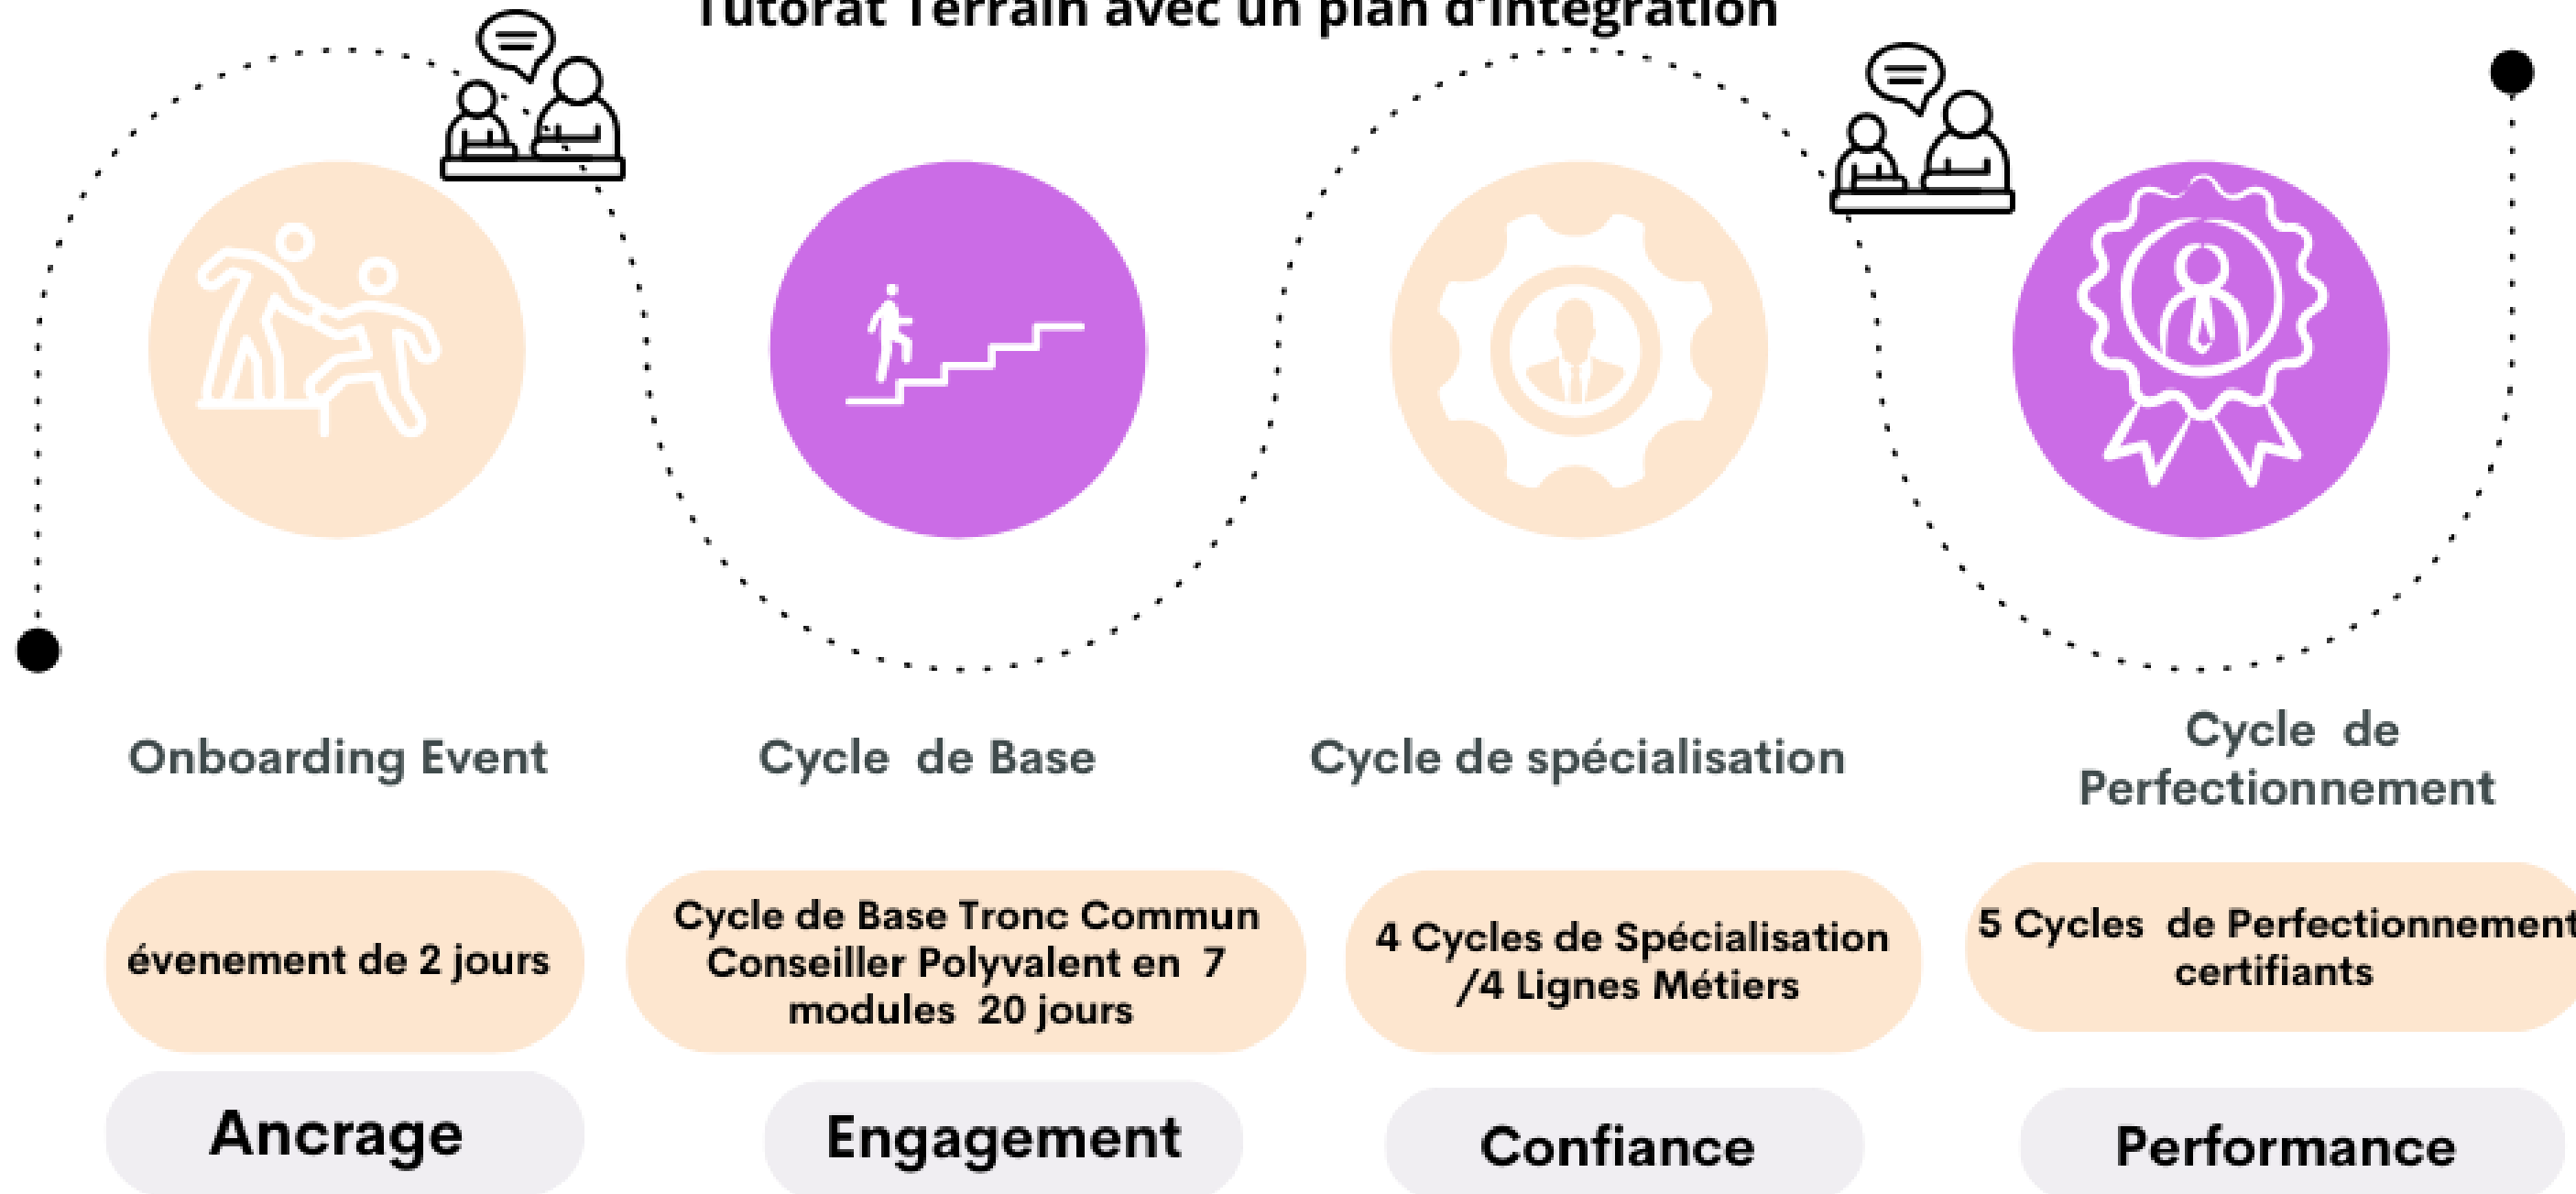 Tutorat Terrain avec un plan d'intégration
Onboarding Event
Cycle de Base
Cycle de spécialisation
Cycle de
Perfectionnement
évenement de 2 jours
Cycle de Base Tronc Commun
Conseiller Polyvalent en 7
modules 20 jours
4 Cycles de Spécialisation
/4 Lignes Métiers
5 Cycles de Perfectionnement
certifiants
Ancrage
Engagement
Confiance
Performance